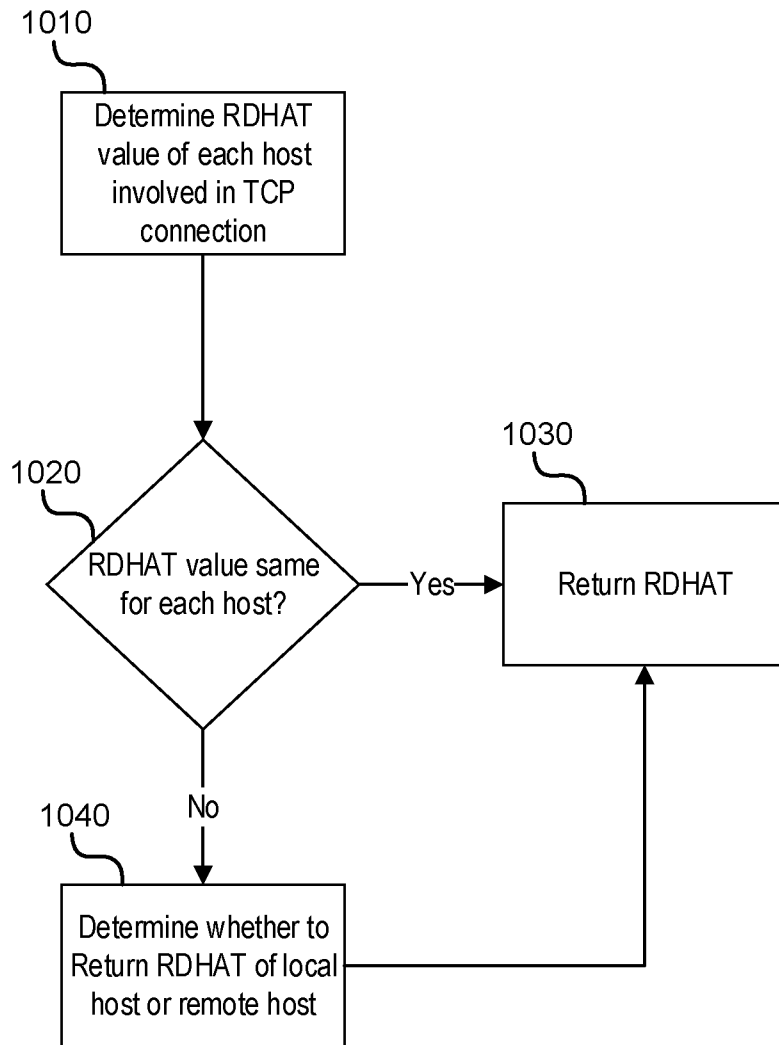 1010
Determine RDHAT
value of each host
involved in TCP
connection
1020
RDHAT value same
for each host?
Yes
1030
Return RDHAT
No
1040
Determine whether to
Return RDHAT of local
host or remote host